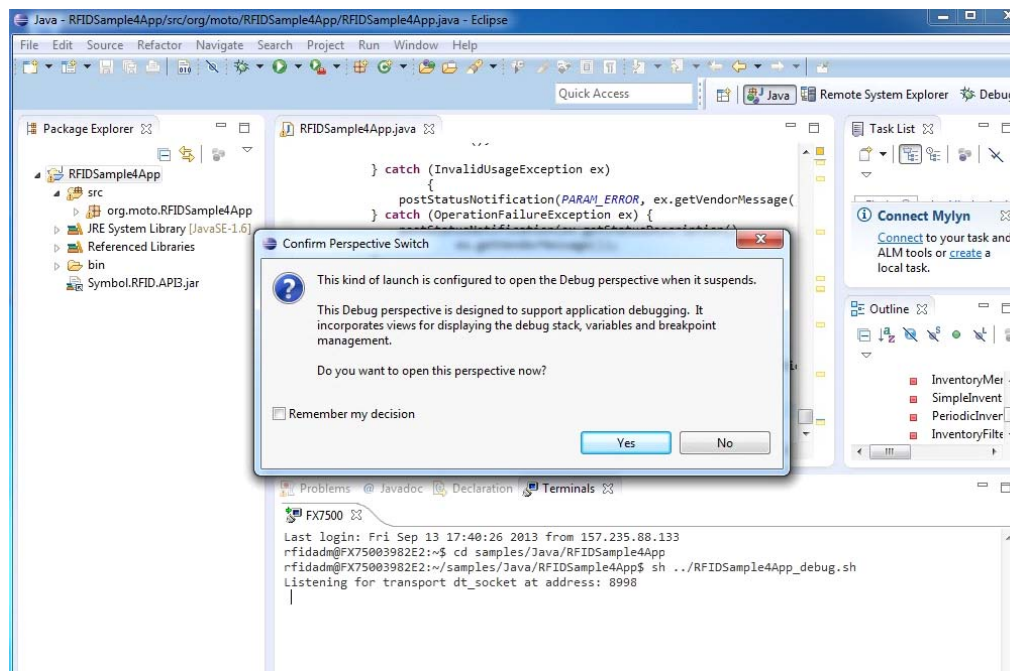 Java - RFIDSample4App/src/org/moto/RFIDSample4App/RFIDSample4App.java - Eclipse
File Edit Source Refactor Navigate Search Project Run Window Help
Quick Access
Java
Remote System Explorer
Debug
Package Explorer
RFIDSample4App.java
Task List
RFIDSample4App
src
org.moto.RFIDSample4App
JRE System Library [JavaSE-1.6]
Referenced Libraries
bin
Symbol.RFID.API3.jar
} catch (InvalidUsageException ex)
{
postStatusNotification(PARAM_ERROR, ex.getVendorMessage(
} catch (OperationFailureException ex) {
Connect Mylyn
Connect to your task and
ALM tools or create a
local task.
Outline
InventoryMer
SimpleInvent
PeriodicInver
InventoryFilte
Confirm Perspective Switch
This kind of launch is configured to open the Debug perspective when it suspends.
This Debug perspective is designed to support application debugging. It
incorporates views for displaying the debug stack, variables and breakpoint
management.
Do you want to open this perspective now?
Remember my decision
Yes
No
Problems @ Javadoc Declaration Terminals
FX7500
Last login: Fri Sep 13 17:40:26 2013 from 157.235.88.133
rfidadm@FX75003982E2:~$ cd samples/Java/RFIDSample4App
rfidadm@FX75003982E2:~/samples/Java/RFIDSample4App$ sh ../RFIDSample4App_debug.sh
Listening for transport dt_socket at address: 8998